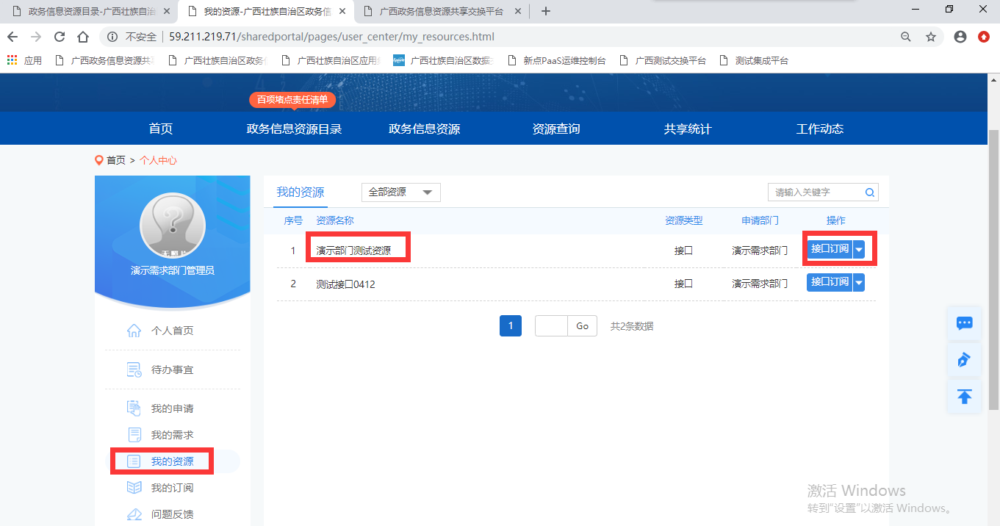 政务信息资源目录-广西壮族自治
我的资源-广西壮族自治区政务信
广西政务信息资源共享交换平台
不安全
59.211.219.71/sharedportal/pages/user_center/my_resources.html
应用
广西政务信息资源共享
广西壮族自治区政务信
广西壮族自治区应用
广西壮族自治区数据
新点PaaS运维控制台
广西测试交换平台
测试集成平台
百项堵点责任清单
首页
政务信息资源目录
政务信息资源
资源查询
共享统计
工作动态
首页 > 个人中心
演示需求部门管理员
个人首页
待办事宜
我的申请
我的需求
我的资源
我的订阅
问题反馈
我的资源
全部资源
请输入关键字
序号 资源名称 资源类型 申请部门 操作
1 演示部门测试资源 接口 演示需求部门 接口订阅
2 测试接口0412 接口 演示需求部门 接口订阅
1 Go 共2条数据
激活 Windows
转到"设置"以激活 Windows。